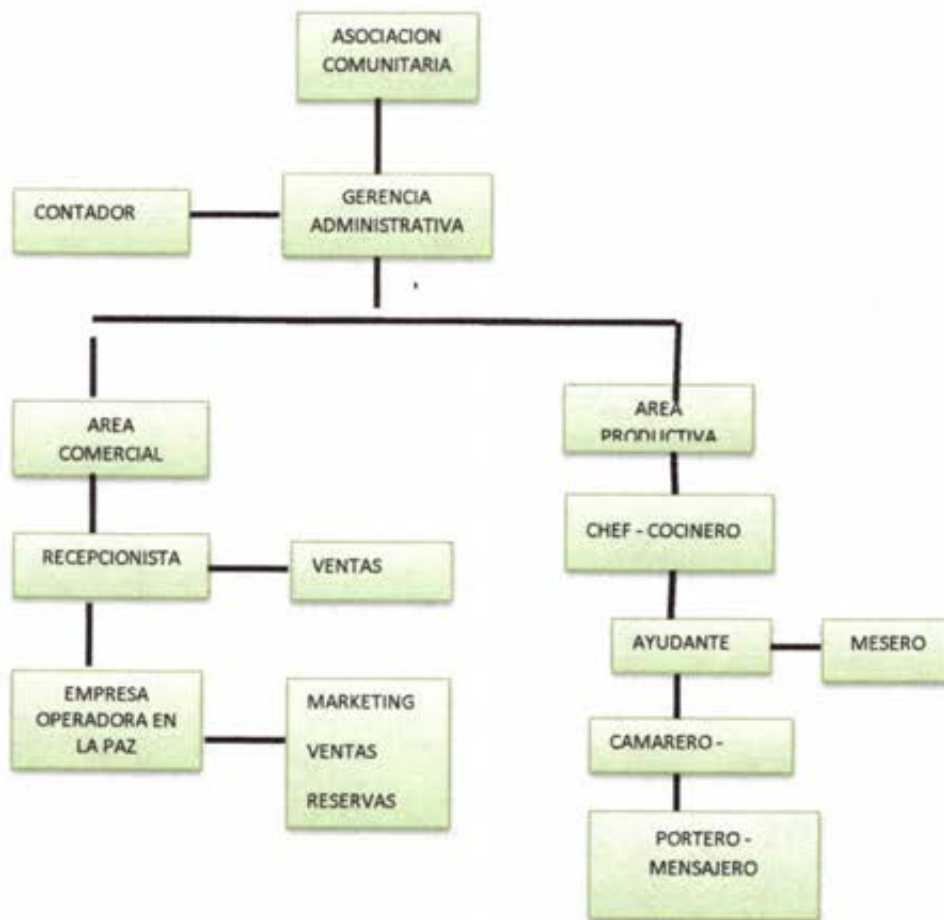 ASOCIACION
COMUNITARIA
CONTADOR
GERENCIA
ADMINISTRATIVA
AREA
COMERCIAL
AREA
PRODUCTIVA
RECEPCIONISTA
VENTAS
CHEF - COCINERO
AYUDANTE
MESERO
EMPRESA
OPERADORA EN
LA PAZ
MARKETING
VENTAS
RESERVAS
CAMARERO -
PORTERO -
MENSAJERO